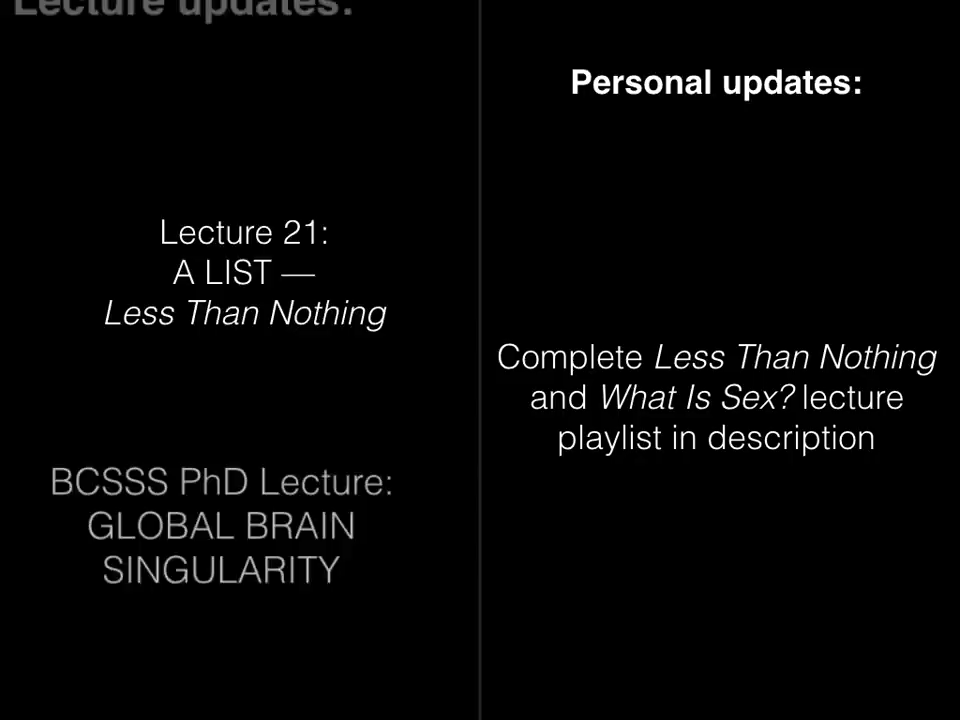 Lecture updates:
Lecture 21:
A LIST —
Less Than Nothing
BCSSS PhD Lecture:
GLOBAL BRAIN
SINGULARITY
Personal updates:
Complete Less Than Nothing
and What Is Sex? lecture
playlist in description